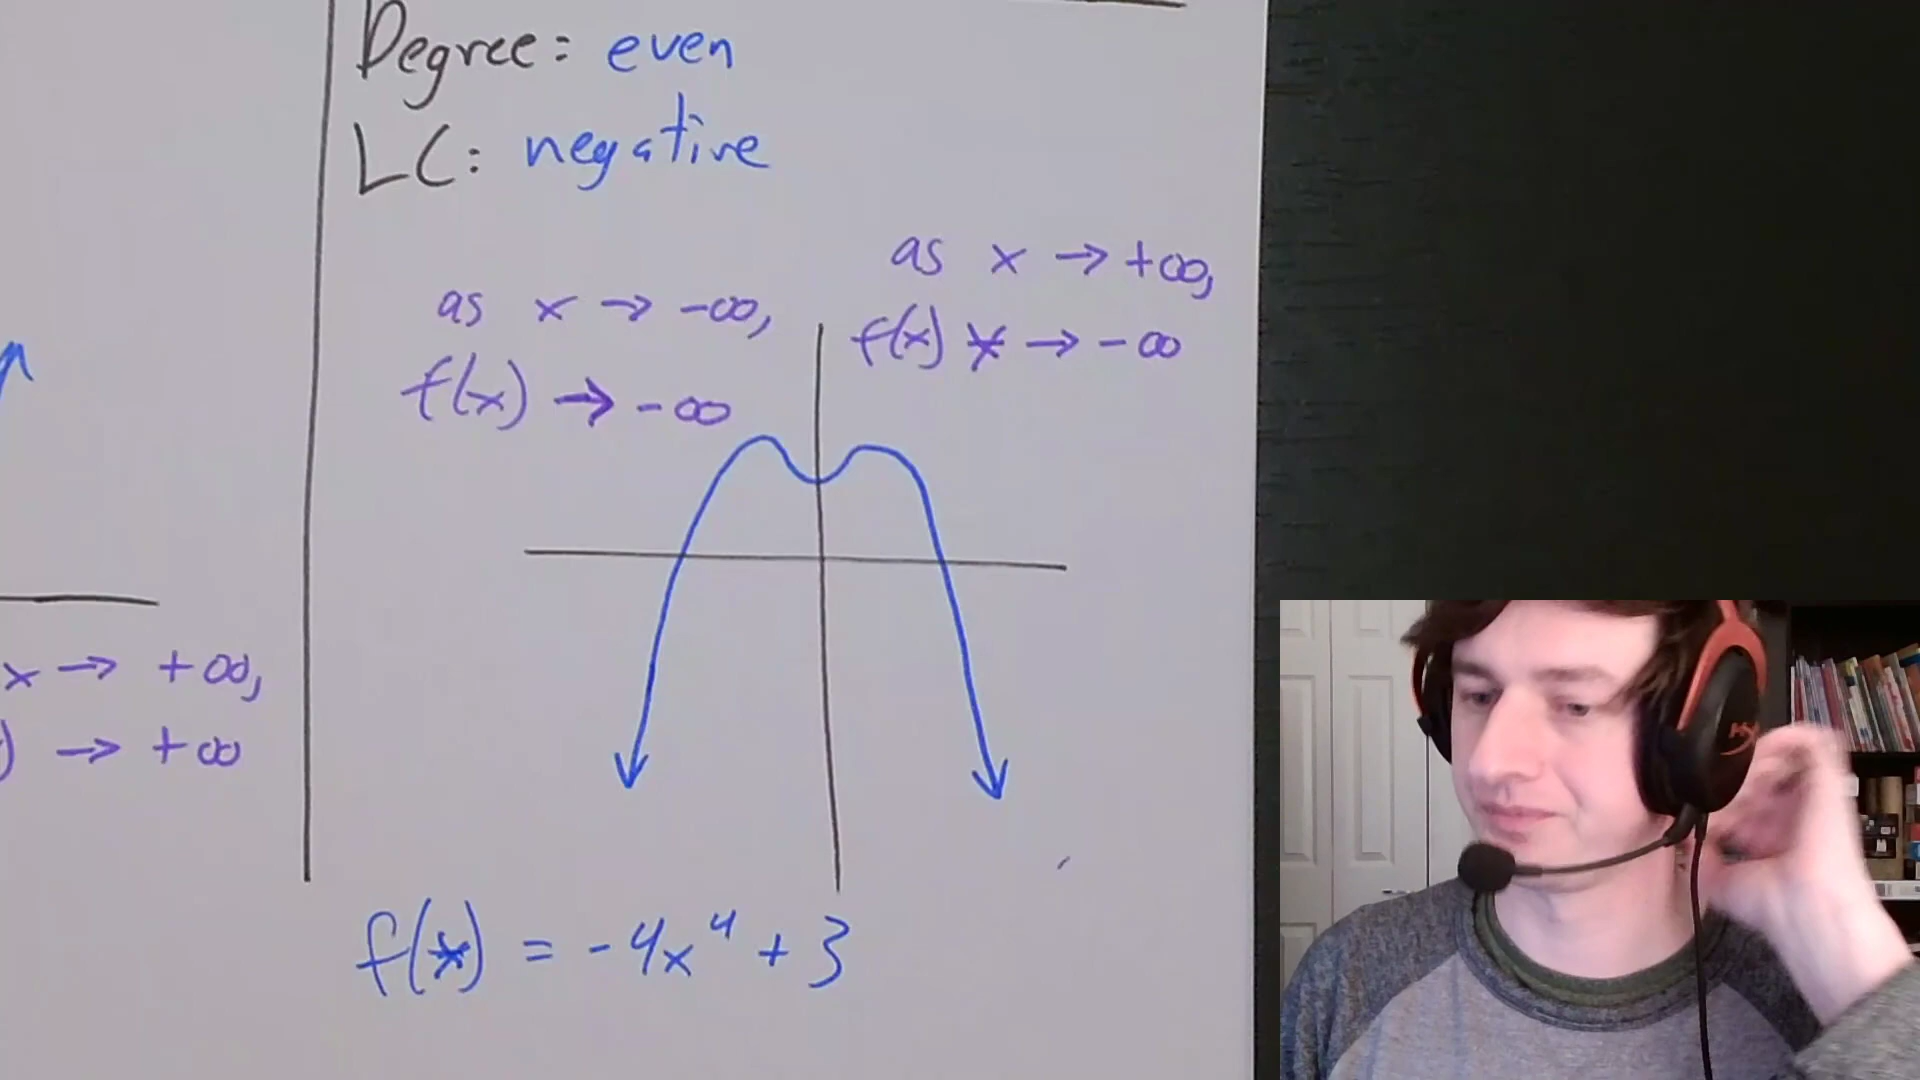 Degree: even
LC: negative
as x → -∞,
f(x) → -∞
as x → +∞,
f(x) → -∞
x → +∞,
) → +∞
f(x) = -4x⁴ + 3